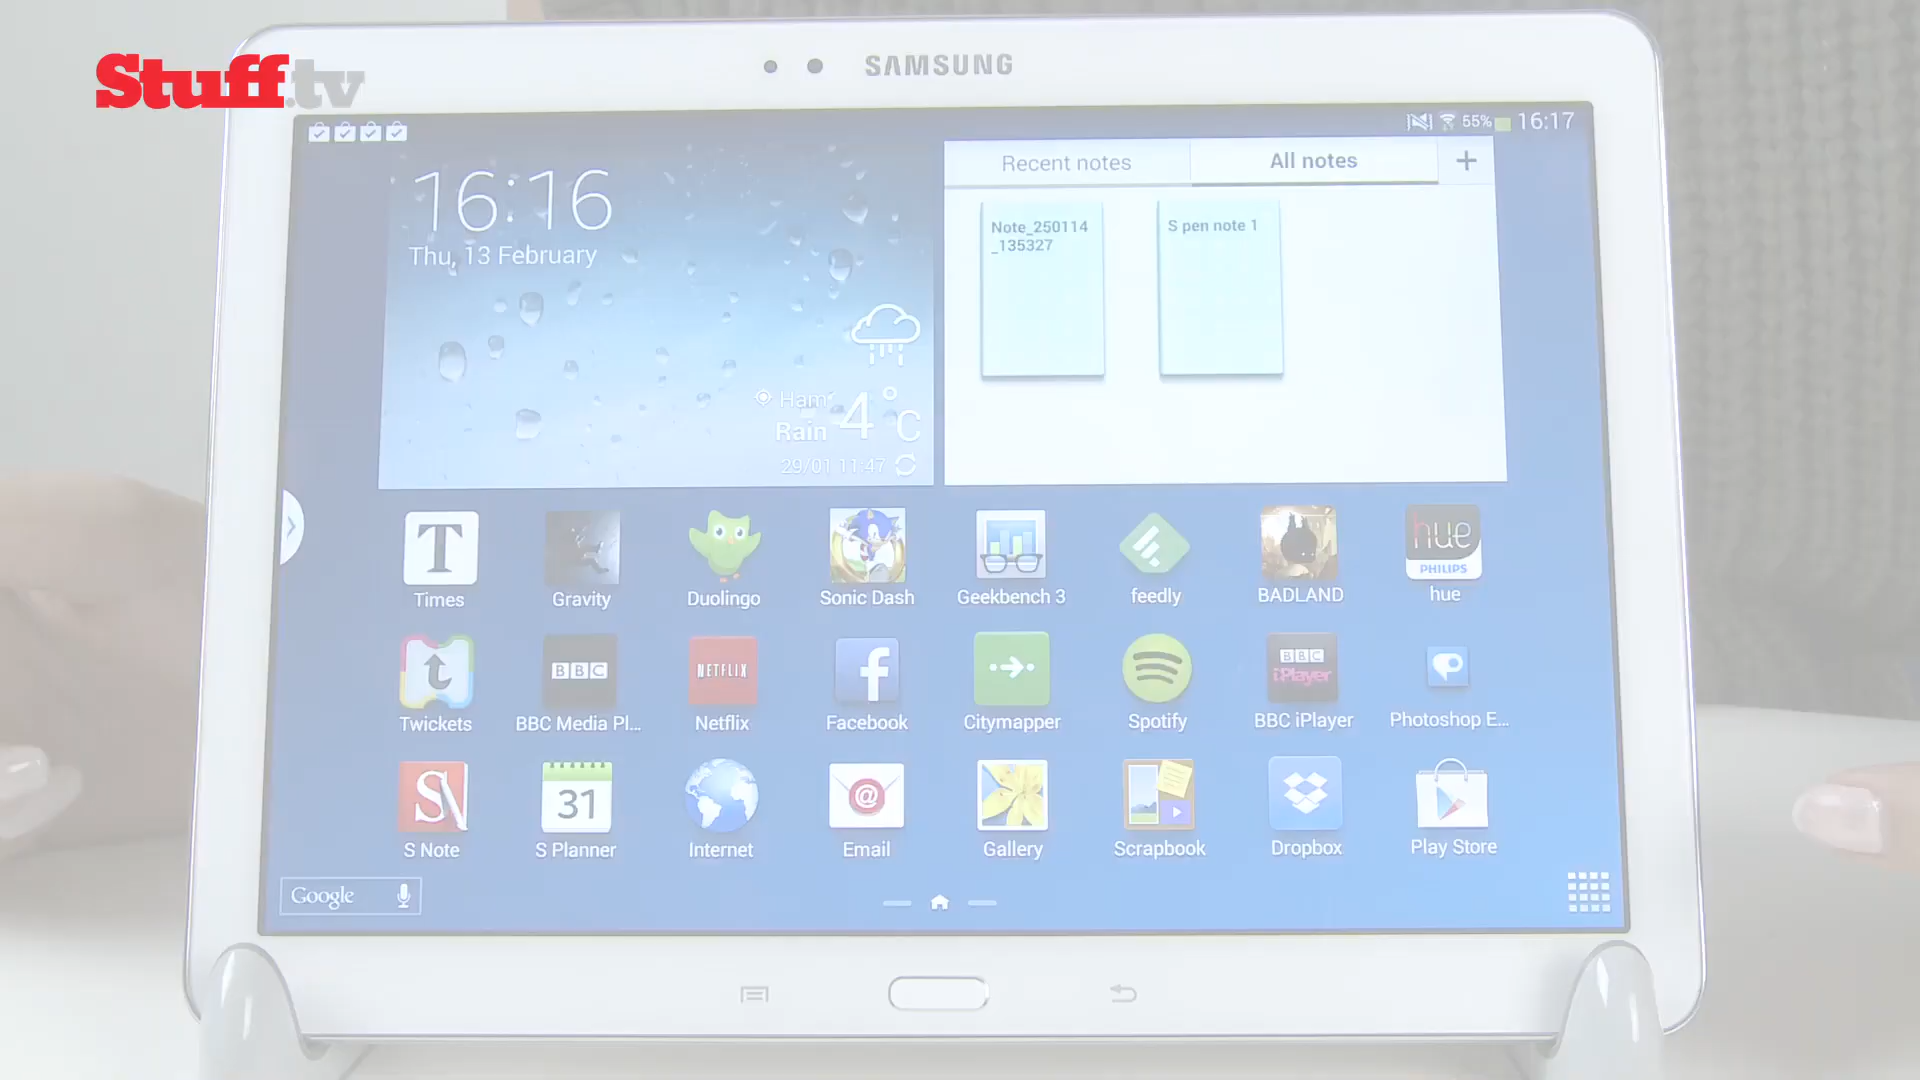 Stuff.tv
SAMSUNG
55% 16:17
16:16
Thu, 13 February
Rain 4°C
29/01 11:47
Recent notes All notes +
Note_250114
_135327
S pen note 1
T
hue
PHILIPS
Times Gravity Duolingo Sonic Dash Geekbench 3 feedly BADLAND hue
t BBC NETFLIX f BBC
iPlayer
Twickets BBC Media Pl... Netflix Facebook Citymapper Spotify BBC iPlayer Photoshop E...
S 31 @
S Note S Planner Internet Email Gallery Scrapbook Dropbox Play Store
Google